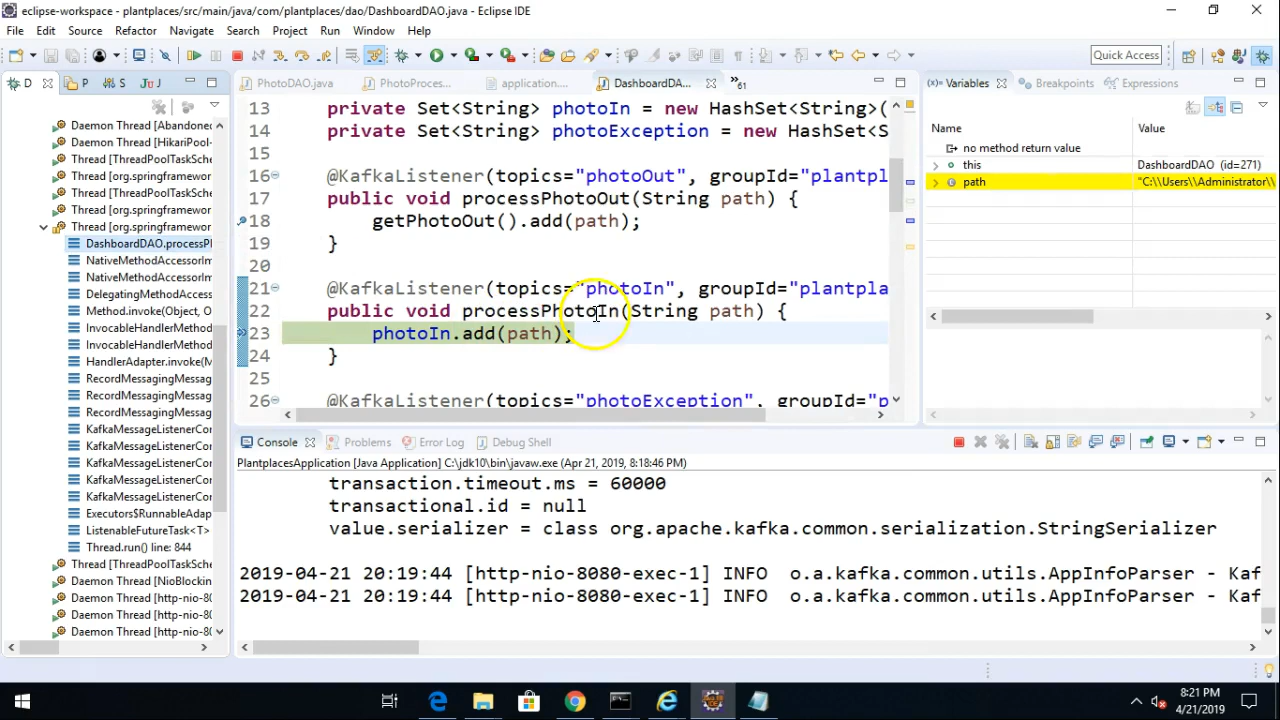 eclipse-workspace - plantplaces/src/main/java/com/plantplaces/dao/DashboardDAO.java - Eclipse IDE
File Edit Source Refactor Navigate Search Project Run Window Help
Quick Access
D P S Ju J
PhotoDAO.java PhotoProces... application.... DashboardDA... »61
(x)= Variables Breakpoints Expressions
Daemon Thread [Abandoned
Daemon Thread [HikariPool
Thread [ThreadPoolTaskSche
Thread [org.springframewor
Thread [ThreadPoolTaskSche
Thread [org.springframewor
Thread [org.springframewor
DashboardDAO.processPl
NativeMethodAccessorIm
NativeMethodAccessorIm
DelegatingMethodAccess
Method.invoke(Object, O
InvocableHandlerMethod
InvocableHandlerMethod
HandlerAdapter.invoke(M
RecordMessagingMessage
RecordMessagingMessage
RecordMessagingMessage
KafkaMessageListenerCor
KafkaMessageListenerCor
KafkaMessageListenerCor
KafkaMessageListenerCor
KafkaMessageListenerCor
Executors$RunnableAdap
ListenableFutureTask<T>
Thread.run() line: 844
Thread [ThreadPoolTaskSche
Daemon Thread [NioBlockin
Daemon Thread [http-nio-8
Daemon Thread [http-nio-80
Daemon Thread [http-nio-80
13 private Set<String> photoIn = new HashSet<String>(
14 private Set<String> photoException = new HashSet<S
15
16 @KafkaListener(topics="photoOut", groupId="plantpl
17 public void processPhotoOut(String path) {
18 getPhotoOut().add(path);
19 }
20
21 @KafkaListener(topics="photoIn", groupId="plantpla
22 public void processPhotoIn(String path) {
23 photoIn.add(path);
24 }
25
26 @KafkaListener(topics="photoException", groupId="p
Name Value
no method return value
this DashboardDAO (id=271)
path "C:\\Users\\Administrator\\
Console Problems Error Log Debug Shell
PlantplacesApplication [Java Application] C:\jdk10\bin\javaw.exe (Apr 21, 2019, 8:18:46 PM)
transaction.timeout.ms = 60000
transactional.id = null
value.serializer = class org.apache.kafka.common.serialization.StringSerializer
2019-04-21 20:19:44 [http-nio-8080-exec-1] INFO o.a.kafka.common.utils.AppInfoParser - Kaf
2019-04-21 20:19:44 [http-nio-8080-exec-1] INFO o.a.kafka.common.utils.AppInfoParser - Kaf
8:21 PM
4/21/2019